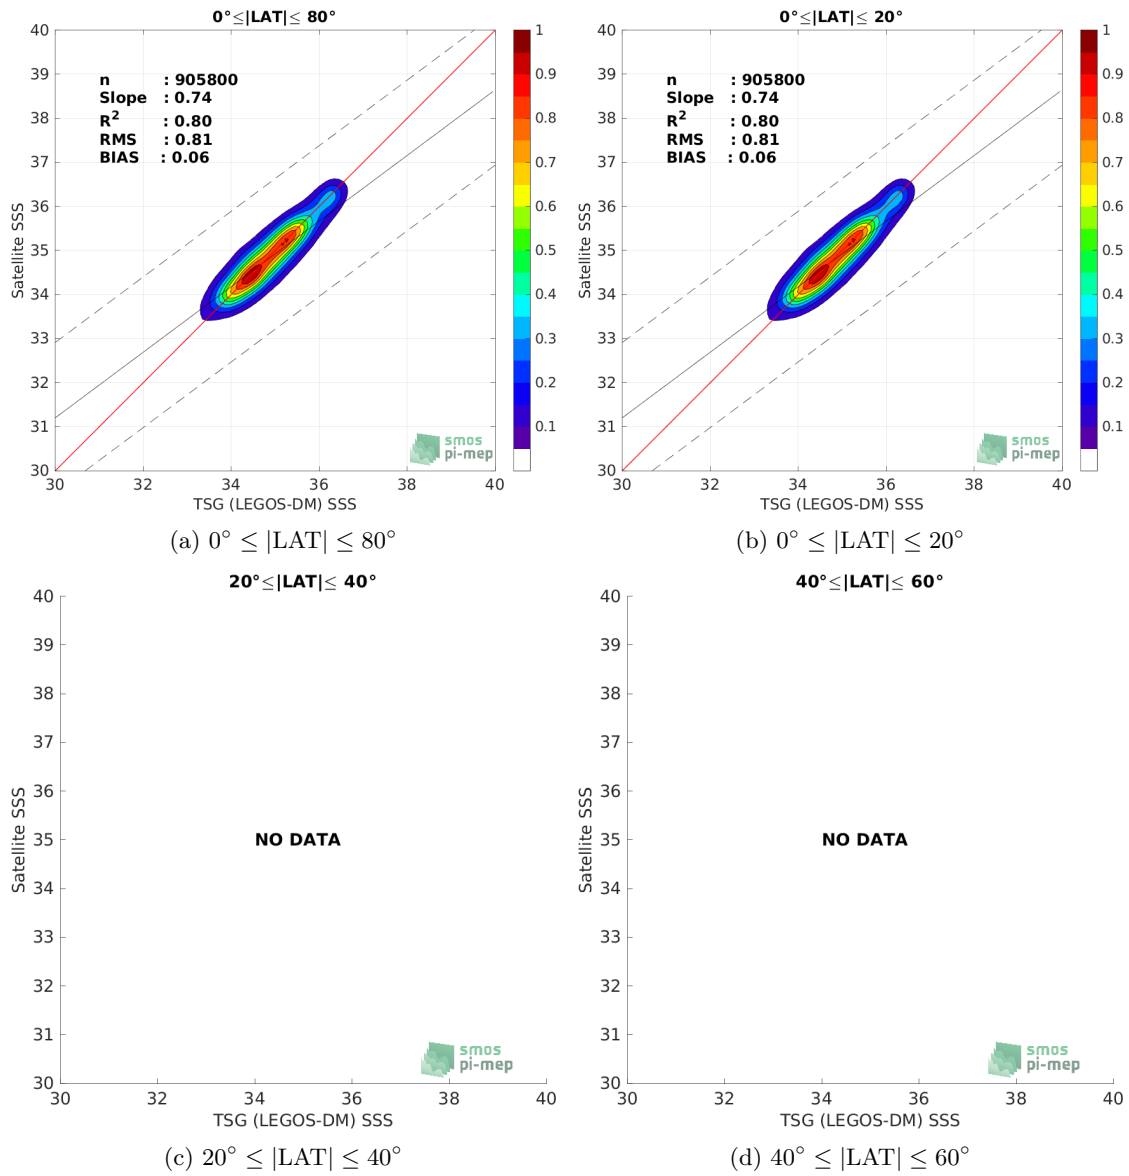 0°≤|LAT|≤ 80°
40
39
38
37
36
35
34
33
32
31
30
Satellite SSS
n : 905800
Slope : 0.74
R² : 0.80
RMS : 0.81
BIAS : 0.06
smos
pi-mep
30 32 34 36 38 40
TSG (LEGOS-DM) SSS
1
0.9
0.8
0.7
0.6
0.5
0.4
0.3
0.2
0.1
(a) 0° ≤ |LAT| ≤ 80°
0°≤|LAT|≤ 20°
40
39
38
37
36
35
34
33
32
31
30
Satellite SSS
n : 905800
Slope : 0.74
R² : 0.80
RMS : 0.81
BIAS : 0.06
smos
pi-mep
30 32 34 36 38 40
TSG (LEGOS-DM) SSS
1
0.9
0.8
0.7
0.6
0.5
0.4
0.3
0.2
0.1
(b) 0° ≤ |LAT| ≤ 20°
20°≤|LAT|≤ 40°
40
39
38
37
36
35
34
33
32
31
30
Satellite SSS
NO DATA
smos
pi-mep
30 32 34 36 38 40
TSG (LEGOS-DM) SSS
(c) 20° ≤ |LAT| ≤ 40°
40°≤|LAT|≤ 60°
40
39
38
37
36
35
34
33
32
31
30
Satellite SSS
NO DATA
smos
pi-mep
30 32 34 36 38 40
TSG (LEGOS-DM) SSS
(d) 40° ≤ |LAT| ≤ 60°